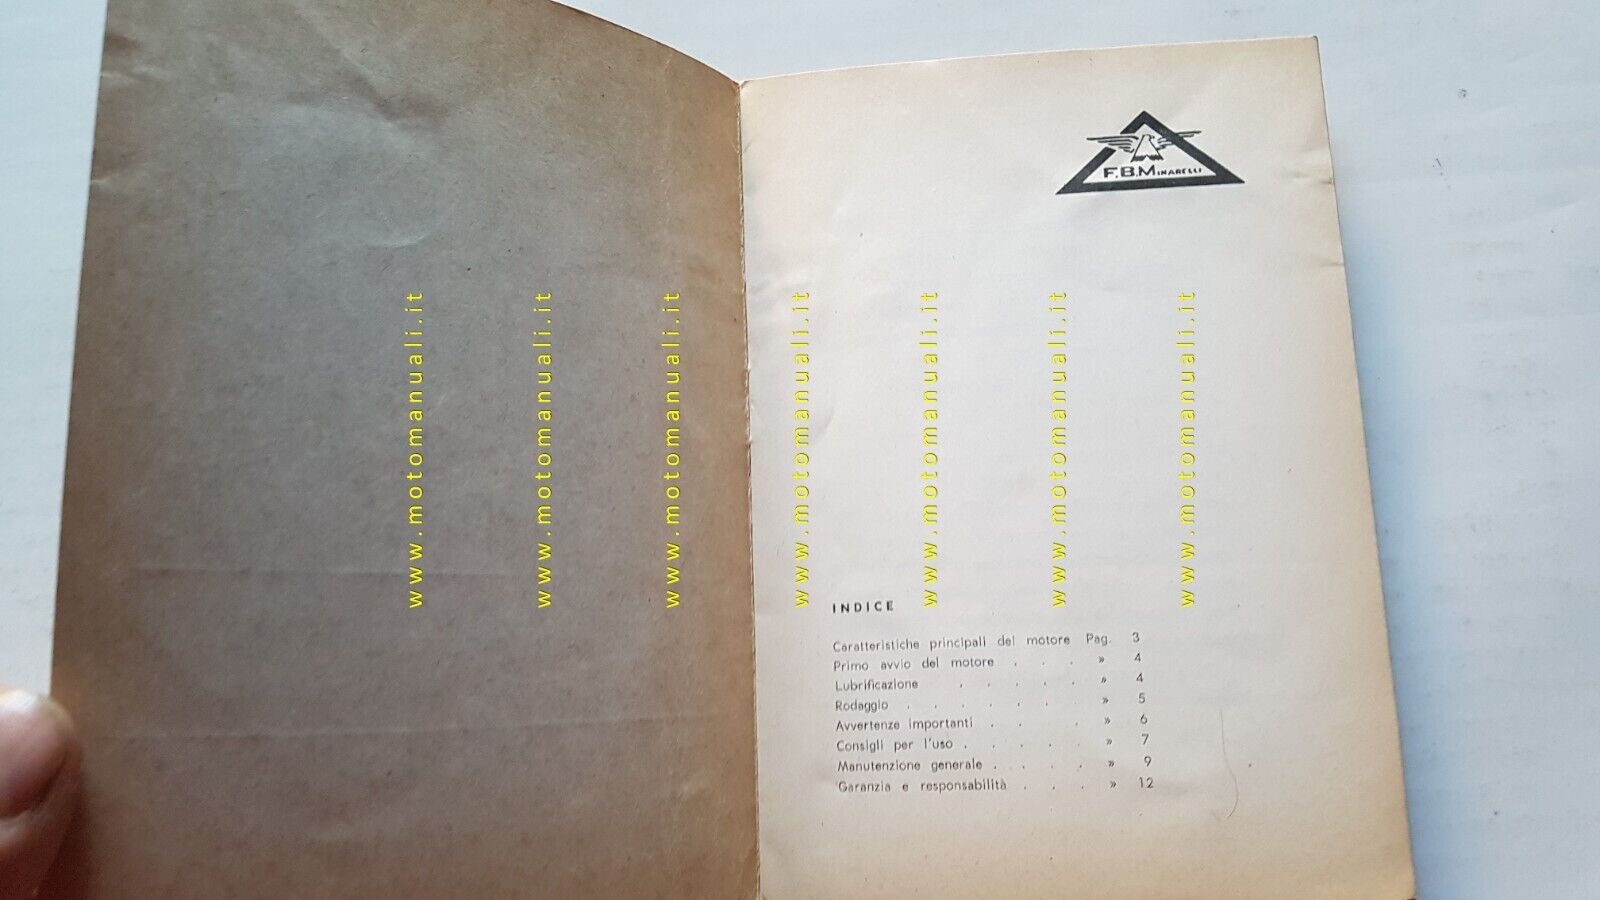 F.B.MINARELLI
www.motomanuali.it
www.motomanuali.it
www.motomanuali.it
www.motomanuali.it
www.motomanuali.it
www.motomanuali.it
www.motomanuali.it
INDICE
Caratteristiche principali del motore Pag. 3
Primo avvio del motore . . . » 4
Lubrificazione . . . . . » 4
Rodaggio . . . . . . » 5
Avvertenze importanti . . . » 6
Consigli per l'uso . . . . . » 7
Manutenzione generale . . . . » 9
Garanzia e responsabilità . . . » 12